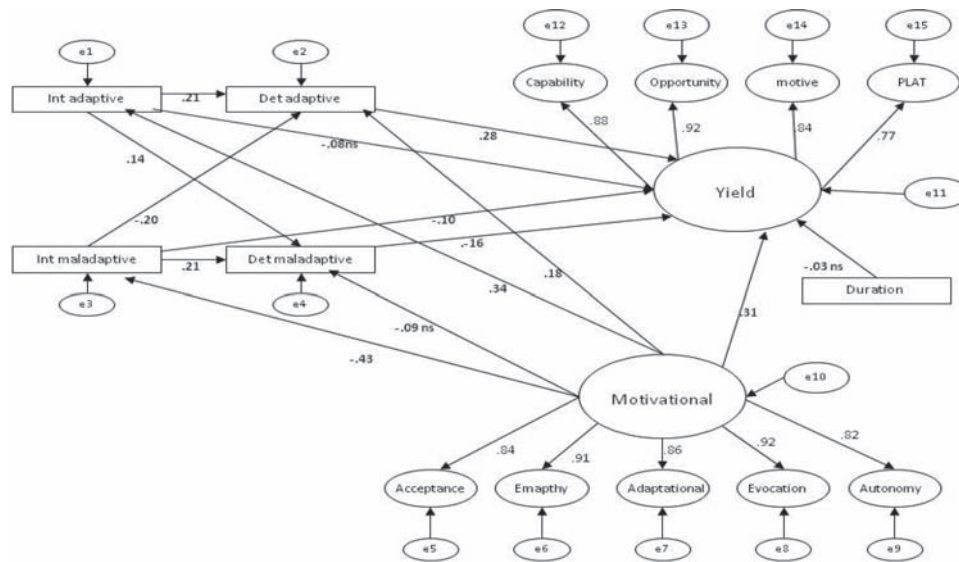 e12
e13
e14
e15
e1
e2
Capability
Opportunity
motive
PLAT
Int adaptive
.21
Det adaptive
.88
.92
.84
.77
.28
-.08ns
.14
Yield
e11
-.20
-.10
-.16
Int maladaptive
.21
Det maladaptive
.18
-.03 ns
Duration
e3
e4
.34
.31
-.09 ns
-.43
e10
Motivational
.84
.91
.86
.92
.82
Acceptance
Emapthy
Adaptational
Evocation
Autonomy
e5
e6
e7
e8
e9